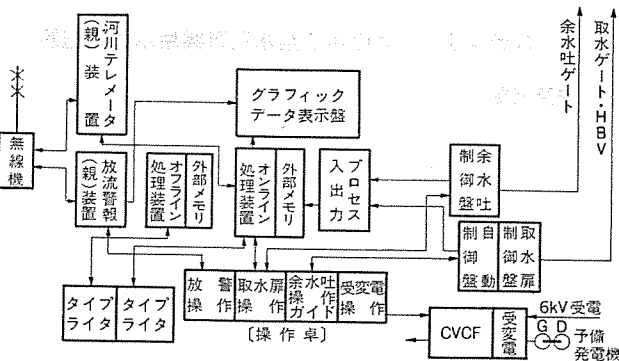 河川テレメータ
（親）装置
グラフィック
データ表示盤
余水吐ゲート
取水ゲート・HBV
無線機
放流警報
（親）装置
オフライン
処理装置
外部メモリ
オンライン
処理装置
外部メモリ
プロセス
入出力
余水吐
制御盤
自動
制御盤
取水扉
制御盤
タイプ
ライタ
タイプ
ライタ
放警
操作
取水扉
操作
余水吐
操作
ガイド
受変電
操作
〔操作卓〕
CVCF
受変電
6kV受電
G D
予備
発電機